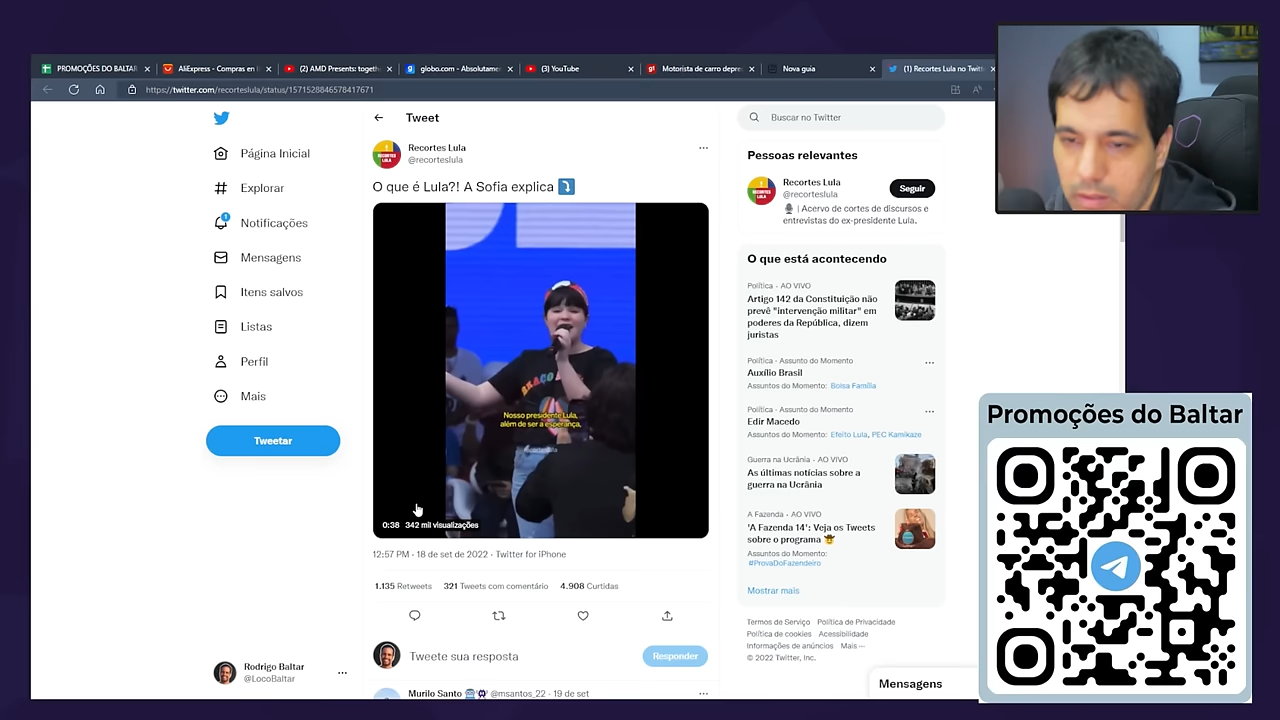 PROMOÇÕES DO BALTAR
AliExpress - Compras en l
(2) AMD Presents: togeth
globo.com - Absolutame
(3) YouTube
Motorista de carro depre
Nova guia
(1) Recortes Lula no Twitt
https://twitter.com/recorteslula/status/1571528846578417671
Página Inicial
Explorar
1
Notificações
Mensagens
Itens salvos
Listas
Perfil
Mais
Tweetar
Rodrigo Baltar
@LocoBaltar
Tweet
Recortes Lula
@recorteslula
O que é Lula?! A Sofia explica
Nosso presidente Lula,
além de ser a esperança,
@recorteslula
0:38 342 mil visualizações
12:57 PM · 18 de set de 2022 · Twitter for iPhone
1.135 Retweets 321 Tweets com comentário 4.908 Curtidas
Tweete sua resposta
Responder
Murilo Santo @msantos_22 · 19 de set
Buscar no Twitter
Pessoas relevantes
RECORTES
LULA
Recortes Lula
@recorteslula
Seguir
| Acervo de cortes de discursos e
entrevistas do ex-presidente Lula.
O que está acontecendo
Política · AO VIVO
Artigo 142 da Constituição não
prevê "intervenção militar" em
poderes da República, dizem
juristas
Política · Assunto do Momento
Auxílio Brasil
Assuntos do Momento: Bolsa Família
Política · Assunto do Momento
Edir Macedo
Assuntos do Momento: Efeito Lula, PEC Kamikaze
Guerra na Ucrânia · AO VIVO
As últimas notícias sobre a
guerra na Ucrânia
A Fazenda · AO VIVO
'A Fazenda 14': Veja os Tweets
sobre o programa
Assuntos do Momento:
#ProvaDoFazendeiro
Mostrar mais
Termos de Serviço Política de Privacidade
Política de cookies Acessibilidade
Informações de anúncios Mais ···
© 2022 Twitter, Inc.
Mensagens
Promoções do Baltar